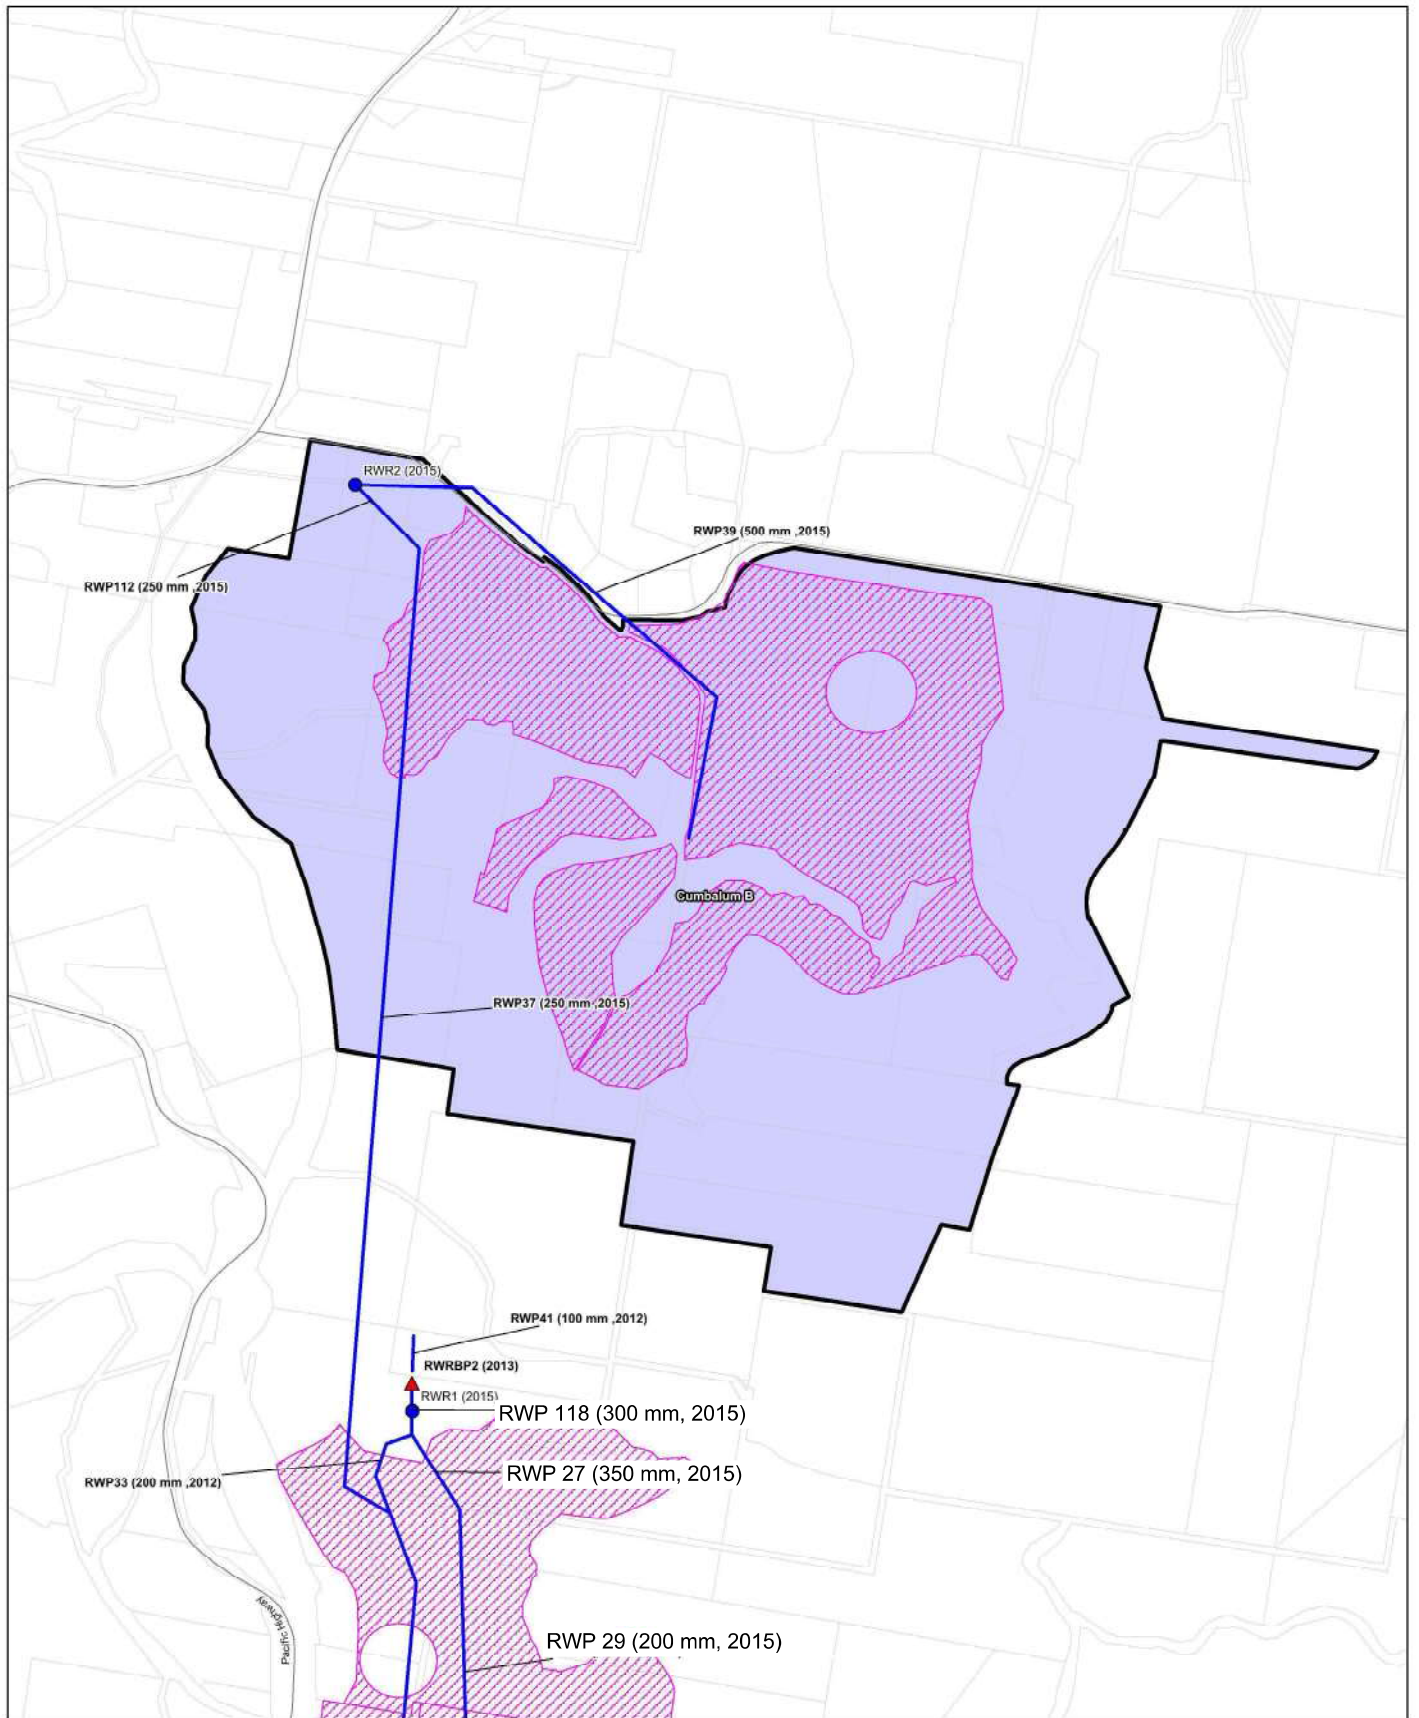 RWR2 (2015)
RWP39 (500 mm ,2015)
RWP112 (250 mm ,2015)
Cumbalum B
RWP37 (250 mm ,2015)
RWP41 (100 mm ,2012)
RWRBP2 (2013)
RWR1 (2015)
RWP 118 (300 mm, 2015)
RWP 27 (350 mm, 2015)
RWP33 (200 mm ,2012)
Pacific Highway
RWP 29 (200 mm, 2015)